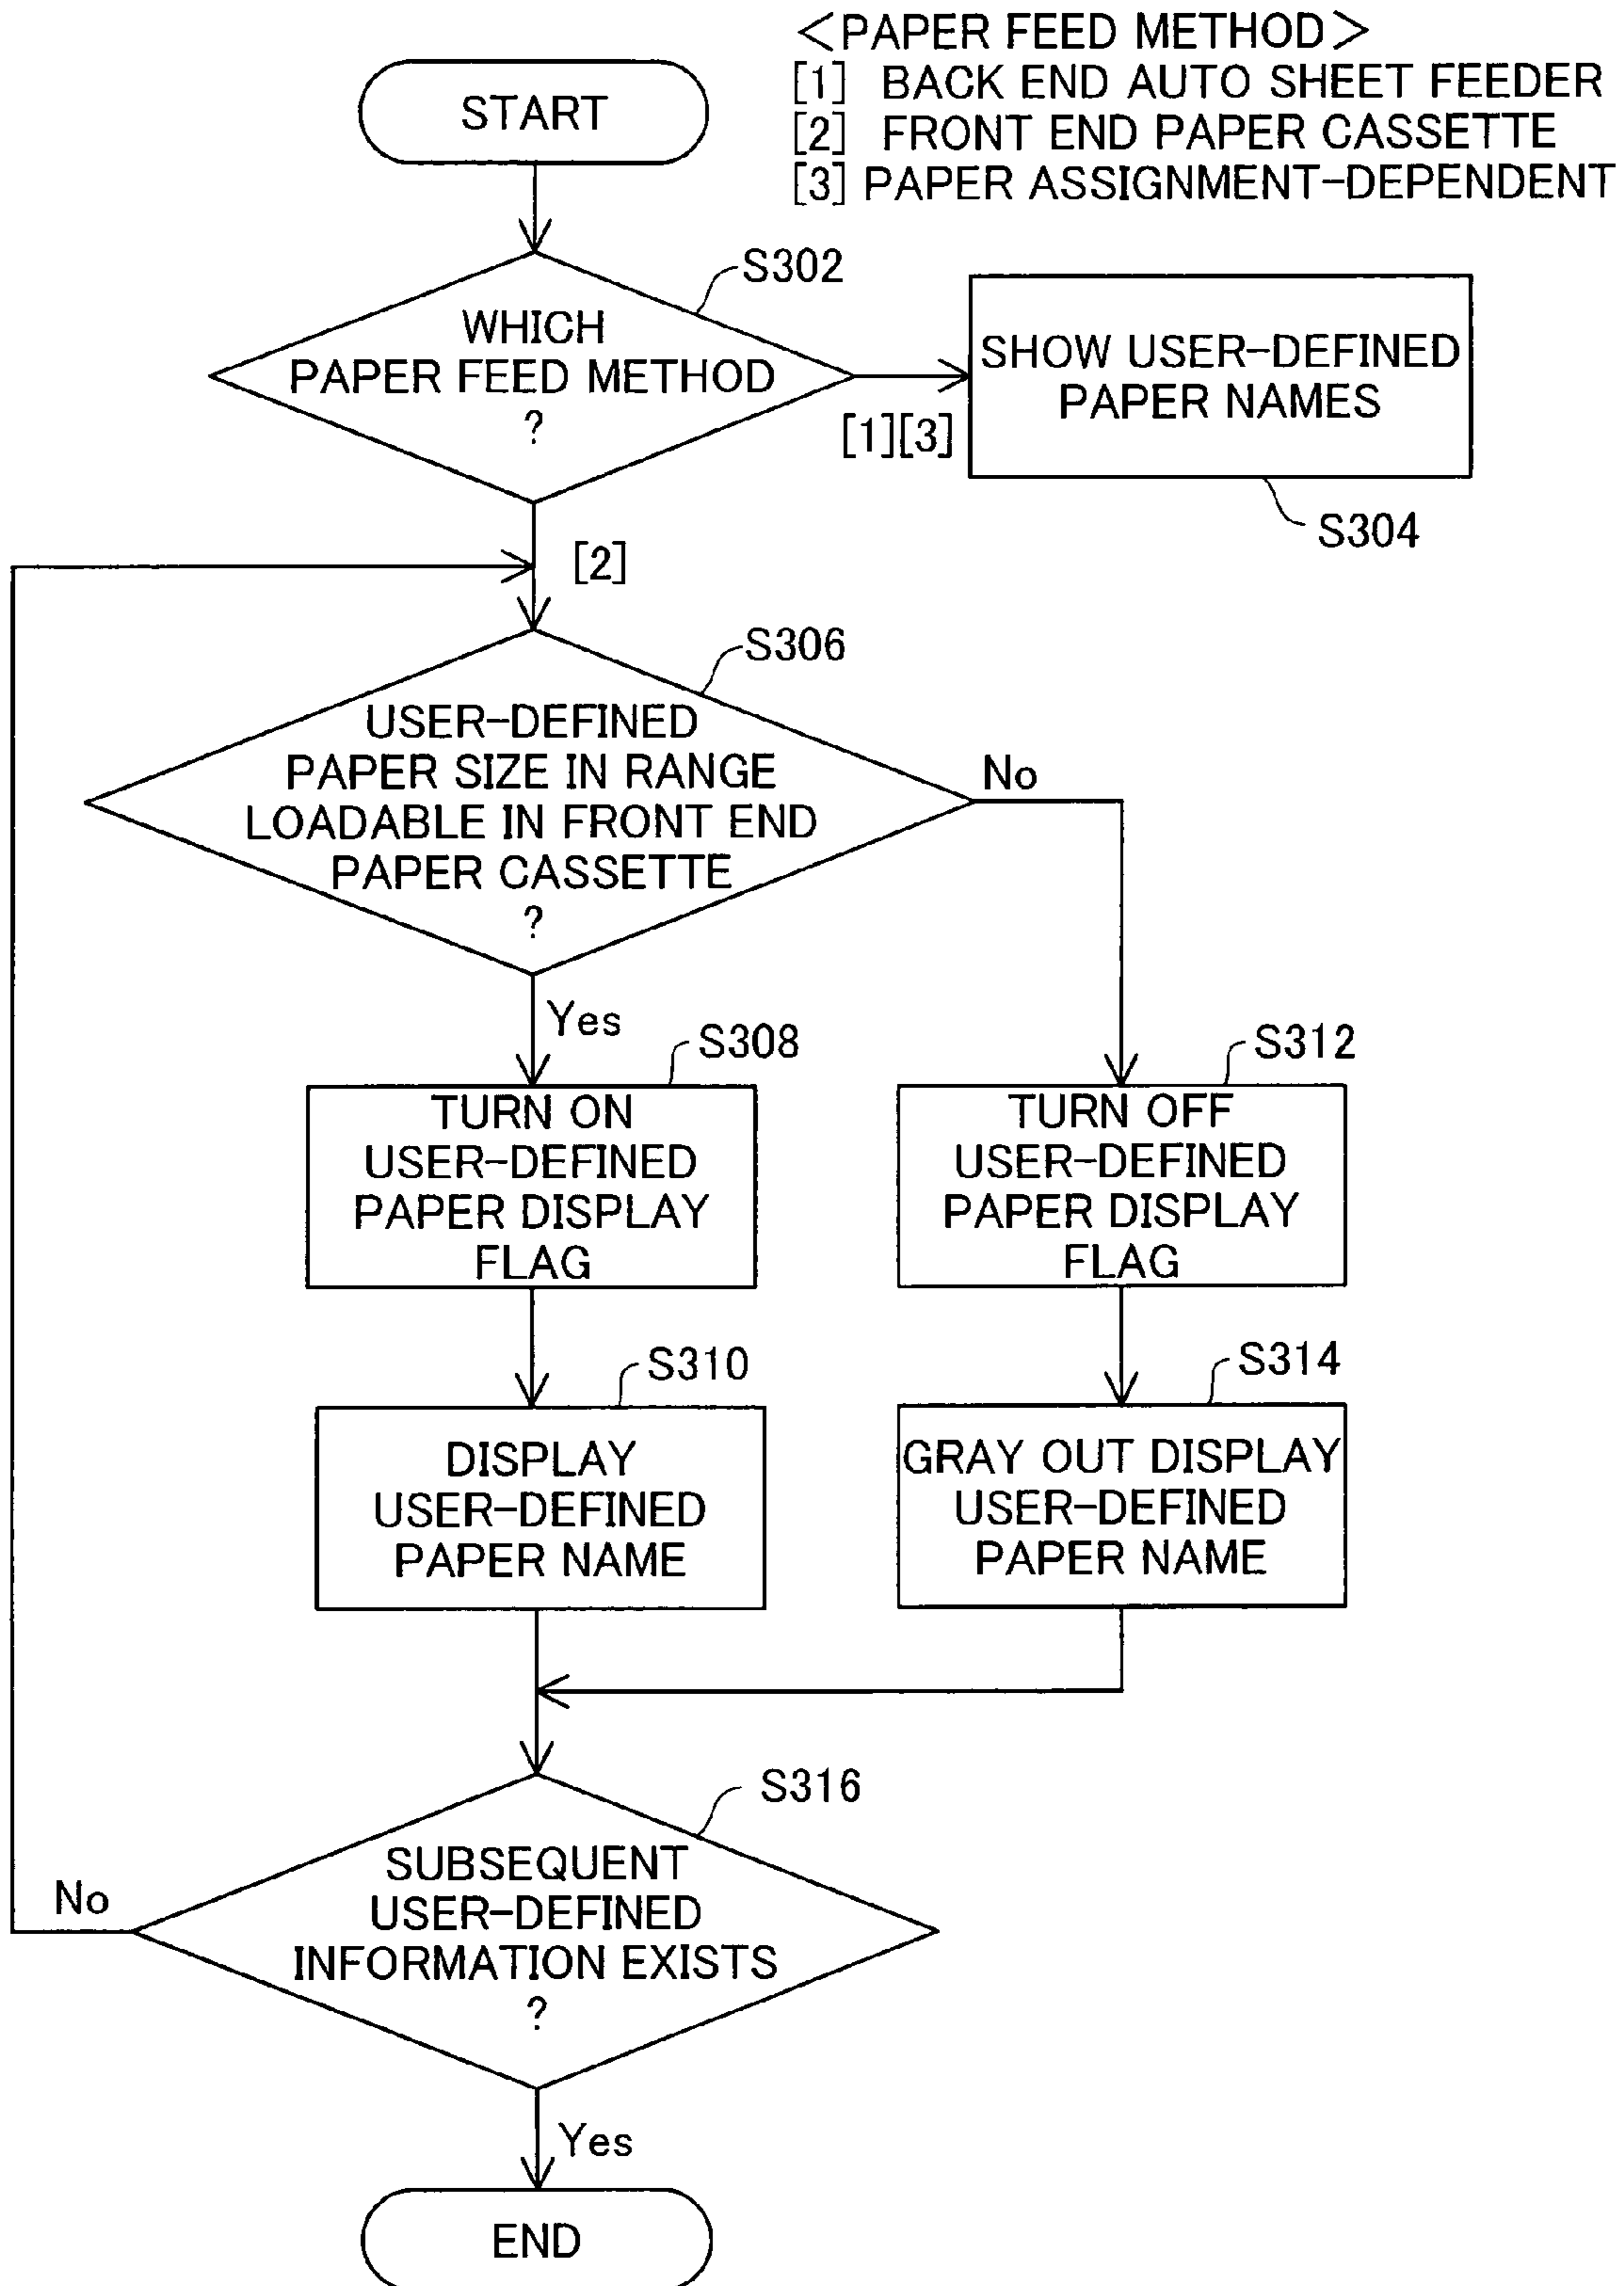 <PAPER FEED METHOD>
[1] BACK END AUTO SHEET FEEDER
[2] FRONT END PAPER CASSETTE
[3] PAPER ASSIGNMENT-DEPENDENT
START
S302
WHICH
PAPER FEED METHOD
?
[1][3]
SHOW USER-DEFINED
PAPER NAMES
S304
[2]
S306
USER-DEFINED
PAPER SIZE IN RANGE
LOADABLE IN FRONT END
PAPER CASSETTE
?
No
Yes
S308
TURN ON
USER-DEFINED
PAPER DISPLAY
FLAG
S312
TURN OFF
USER-DEFINED
PAPER DISPLAY
FLAG
S310
DISPLAY
USER-DEFINED
PAPER NAME
S314
GRAY OUT DISPLAY
USER-DEFINED
PAPER NAME
S316
SUBSEQUENT
USER-DEFINED
INFORMATION EXISTS
?
No
Yes
END